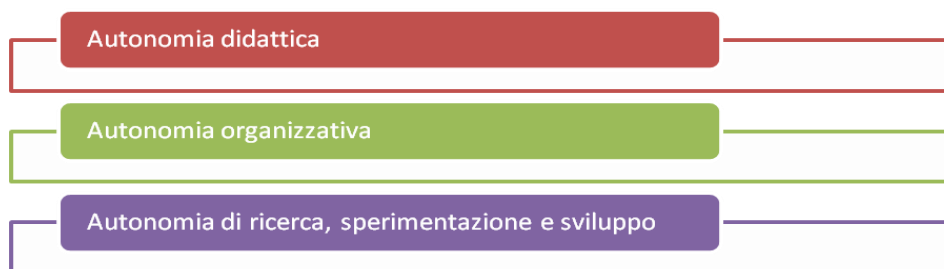 Autonomia didattica
Autonomia organizzativa
Autonomia di ricerca, sperimentazione e sviluppo